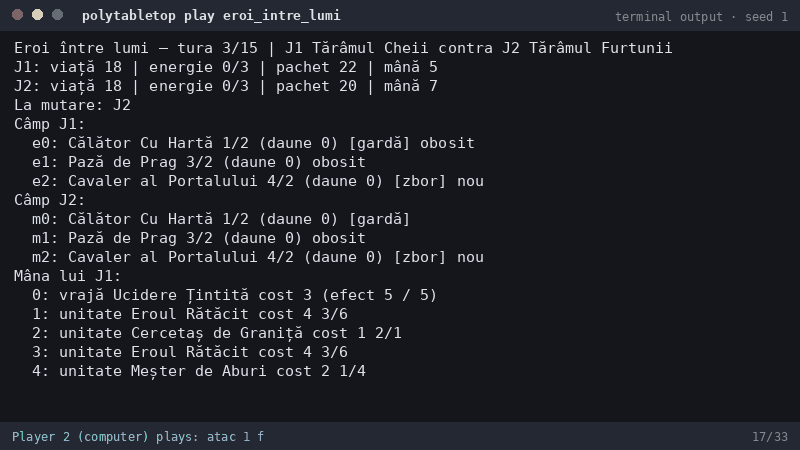 polytabletop play eroi_intre_lumi
terminal output · seed 1
Eroi între lumi — tura 3/15 | J1 Tărâmul Cheii contra J2 Tărâmul Furtunii
J1: viață 18 | energie 0/3 | pachet 22 | mână 5
J2: viață 18 | energie 0/3 | pachet 20 | mână 7
La mutare: J2
Câmp J1:
e0: Călător Cu Hartă 1/2 (daune 0) [gardă] obosit
e1: Pază de Prag 3/2 (daune 0) obosit
e2: Cavaler al Portalului 4/2 (daune 0) [zbor] nou
Câmp J2:
m0: Călător Cu Hartă 1/2 (daune 0) [gardă]
m1: Pază de Prag 3/2 (daune 0) obosit
m2: Cavaler al Portalului 4/2 (daune 0) [zbor] nou
Mâna lui J1:
0: vrajă Ucidere Țintită cost 3 (efect 5 / 5)
1: unitate Eroul Rătăcit cost 4 3/6
2: unitate Cercetaș de Graniță cost 1 2/1
3: unitate Eroul Rătăcit cost 4 3/6
4: unitate Meșter de Aburi cost 2 1/4
Player 2 (computer) plays: atac 1 f
17/33